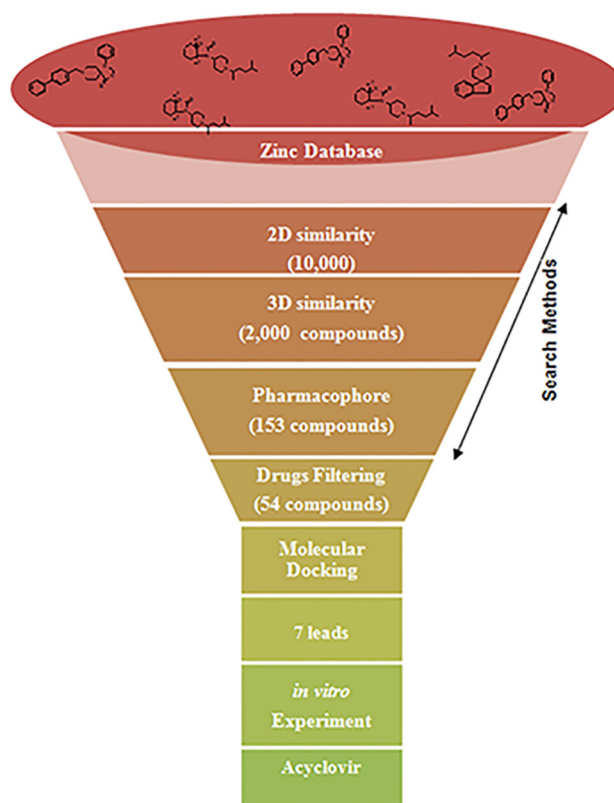 Zinc Database
2D similarity
(10,000)
3D similarity
(2,000 compounds)
Pharmacophore
(153 compounds)
Drugs Filtering
(54 compounds)
Molecular
Docking
7 leads
in vitro
Experiment
Acyclovir
Search Methods